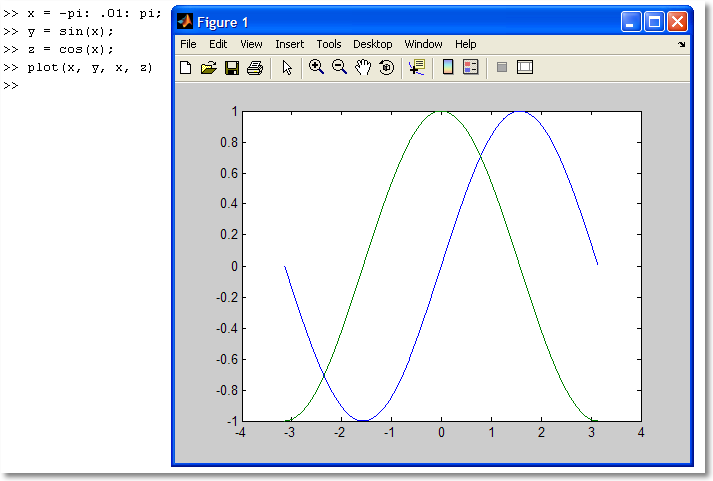 >> x = -pi: .01: pi;
>> y = sin(x);
>> z = cos(x);
>> plot(x, y, x, z)
>>
Figure 1
File Edit View Insert Tools Desktop Window Help
1
0.8
0.6
0.4
0.2
0
-0.2
-0.4
-0.6
-0.8
-1
-4 -3 -2 -1 0 1 2 3 4